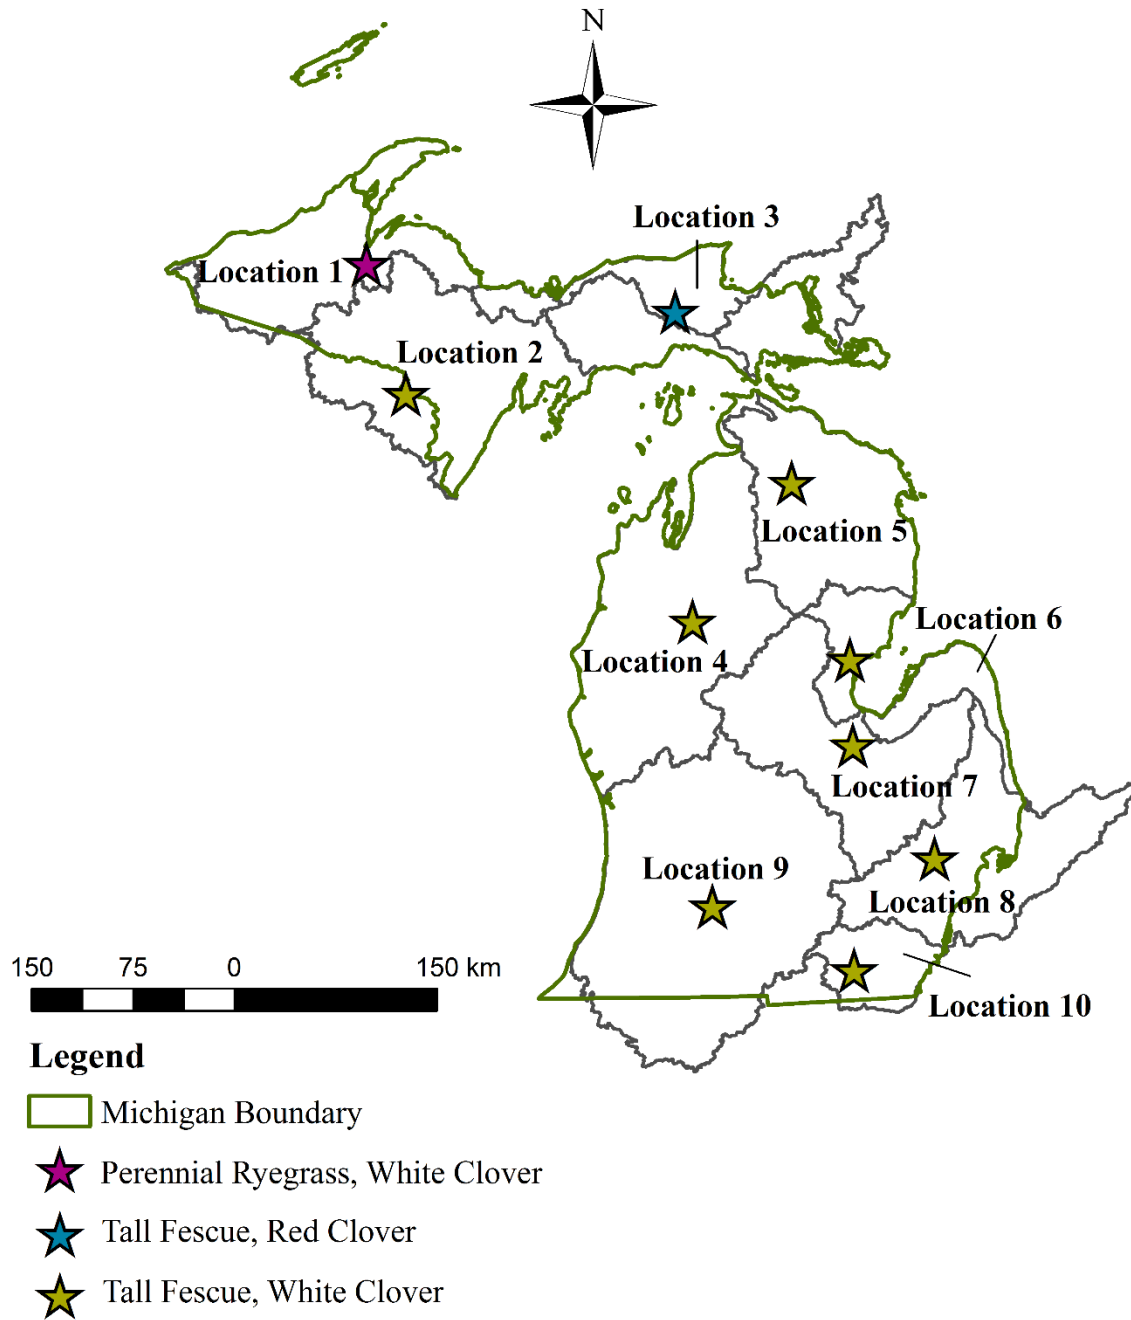 N
Location 3
Location 1
Location 2
Location 5
Location 6
Location 4
Location 7
Location 9
Location 8
150 75 0 150 km
Location 10
Legend
Michigan Boundary
Perennial Ryegrass, White Clover
Tall Fescue, Red Clover
Tall Fescue, White Clover